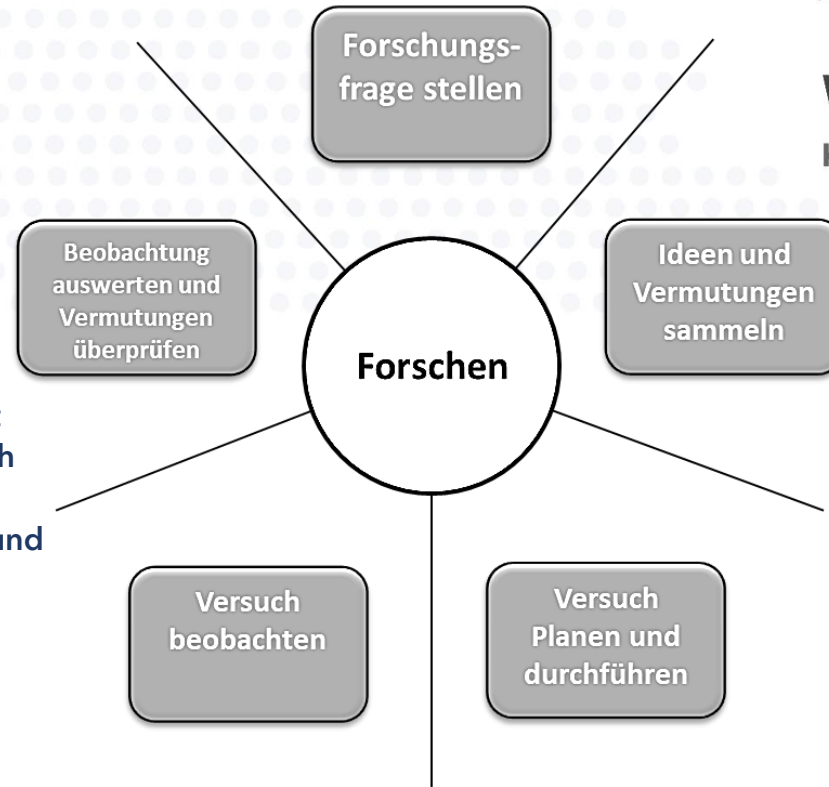 Forschungs-
frage stellen
Beobachtung
auswerten und
Vermutungen
überprüfen
Ideen und
Vermutungen
sammeln
Forschen
und
Versuch
beobachten
Versuch
Planen und
durchführen